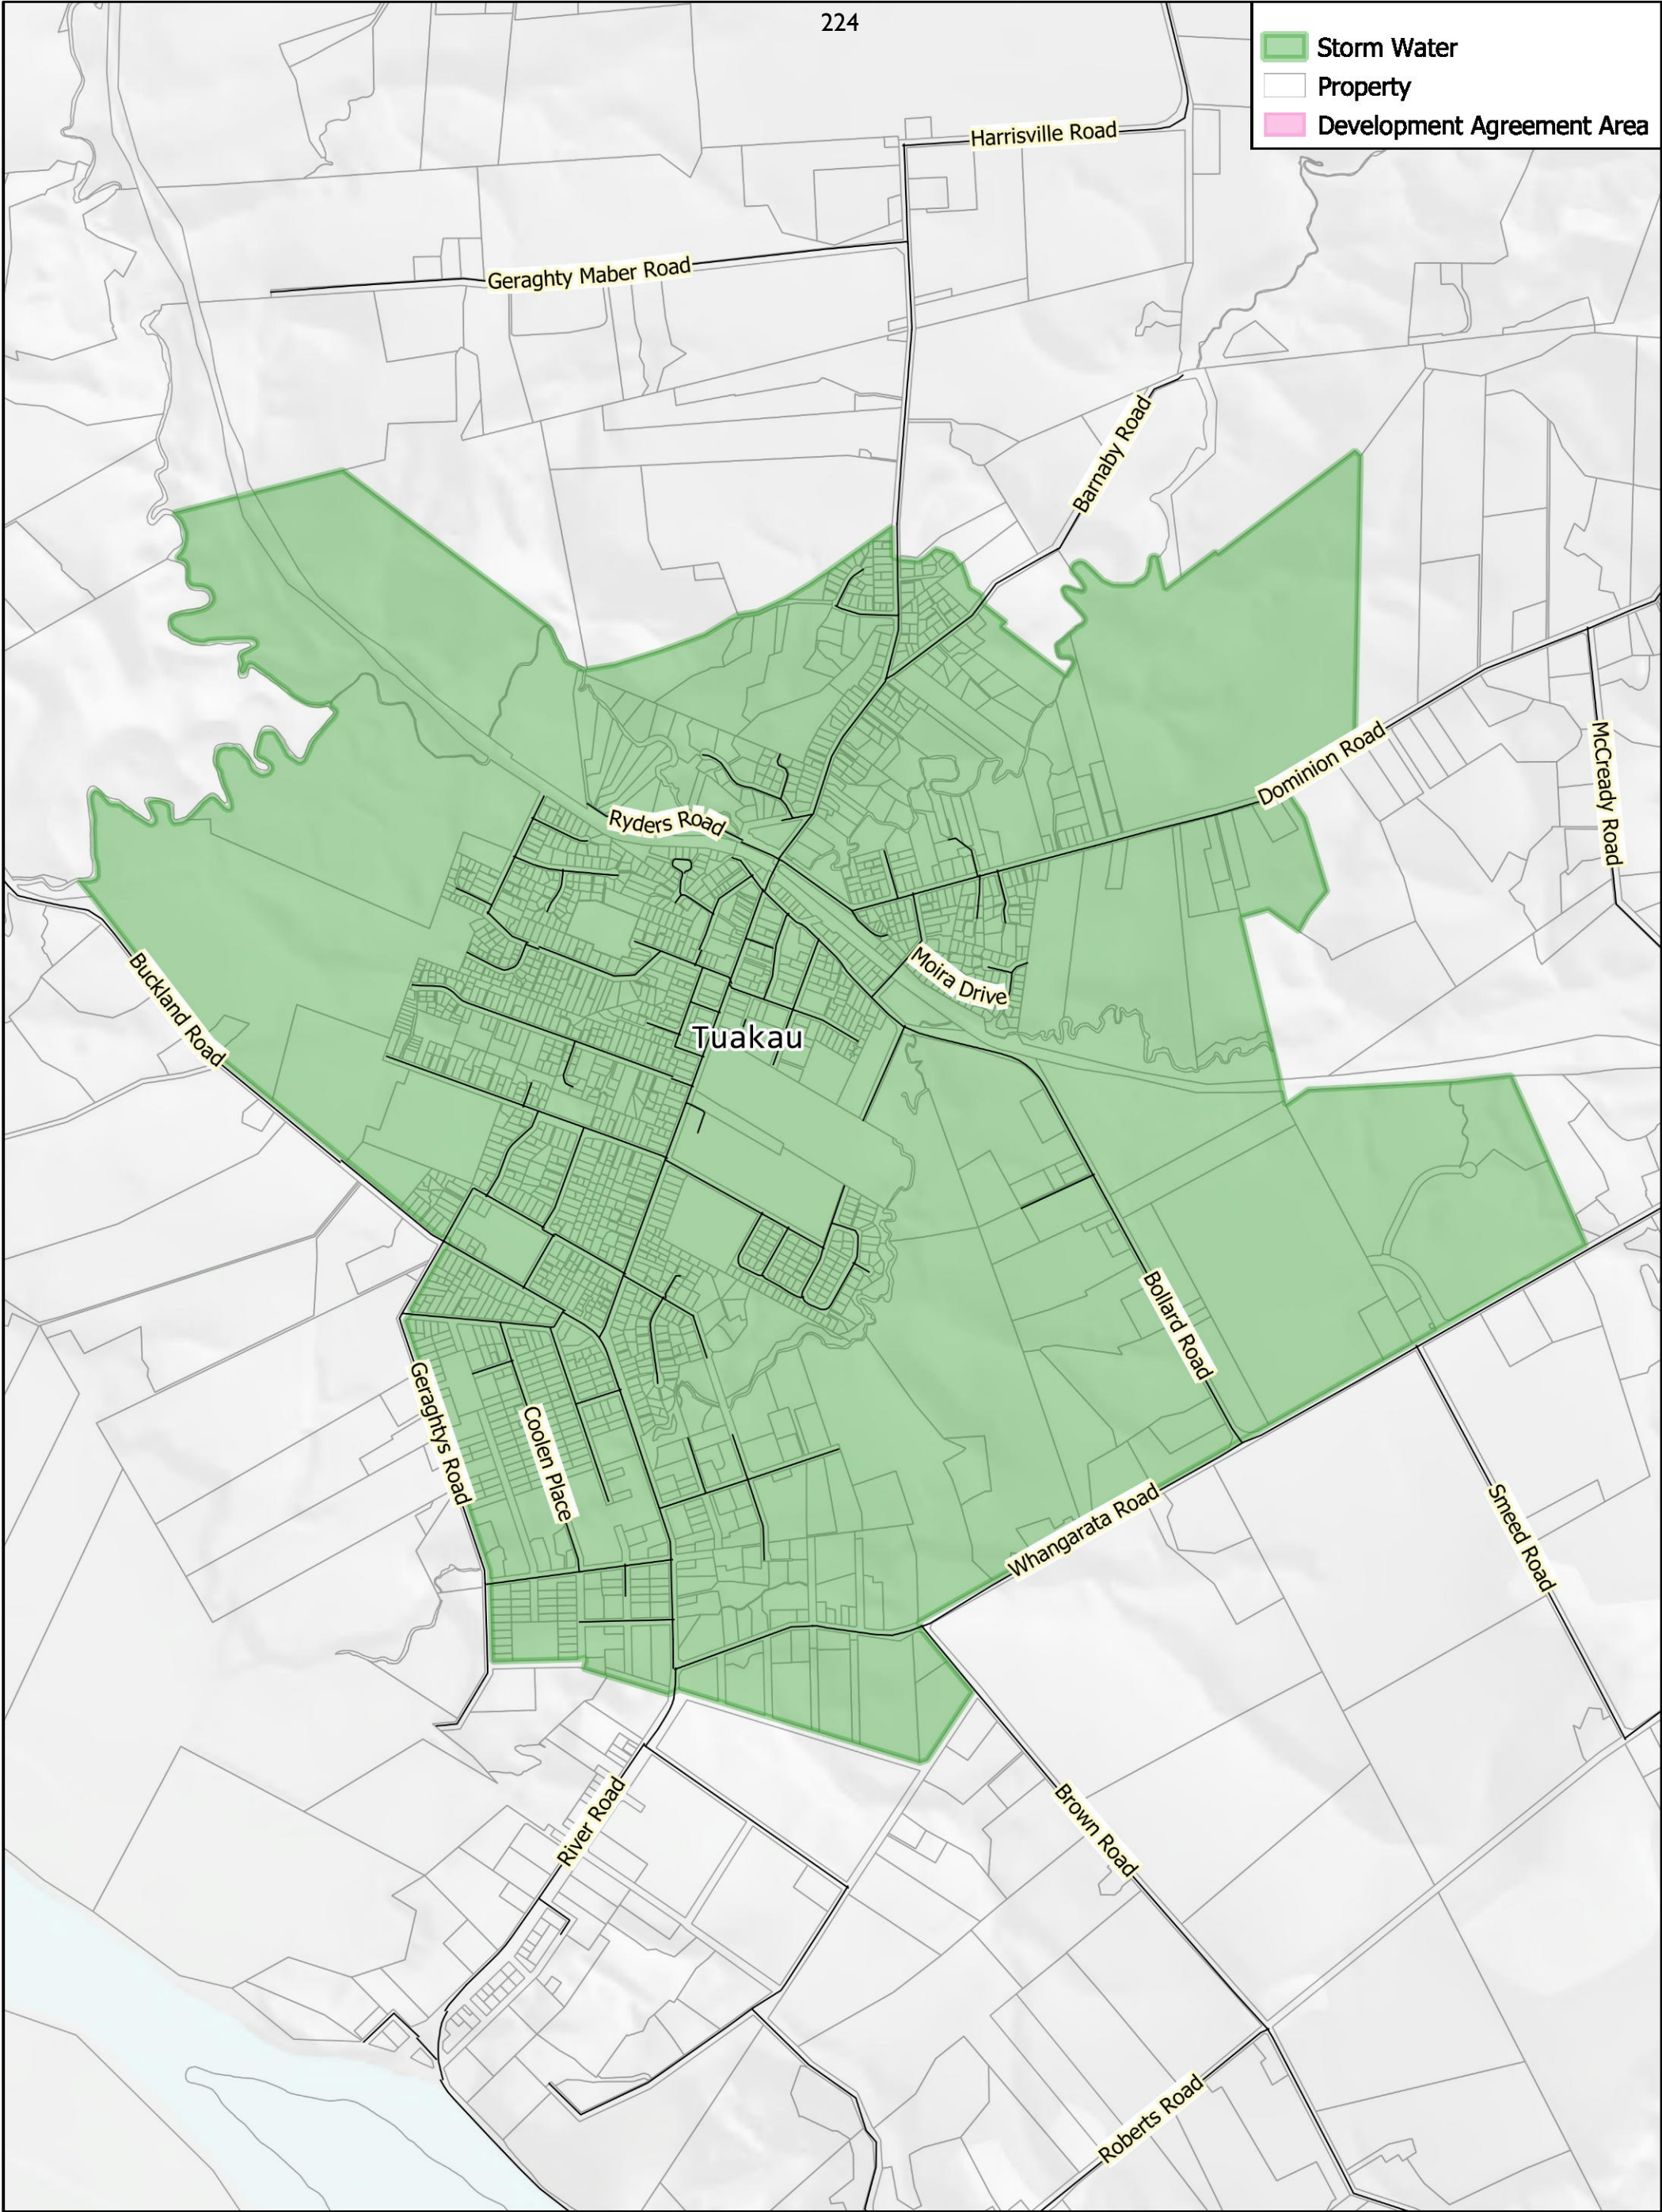 224
Storm Water
Property
Development Agreement Area
Harrisville Road
Geraghty Maber Road
Barnaby Road
Dominion Road
McCready Road
Ryders Road
Moira Drive
Buckland Road
Tuakau
Bollard Road
Geraghtys Road
Coolen Place
Whangarata Road
Smeed Road
River Road
Brown Road
Roberts Road